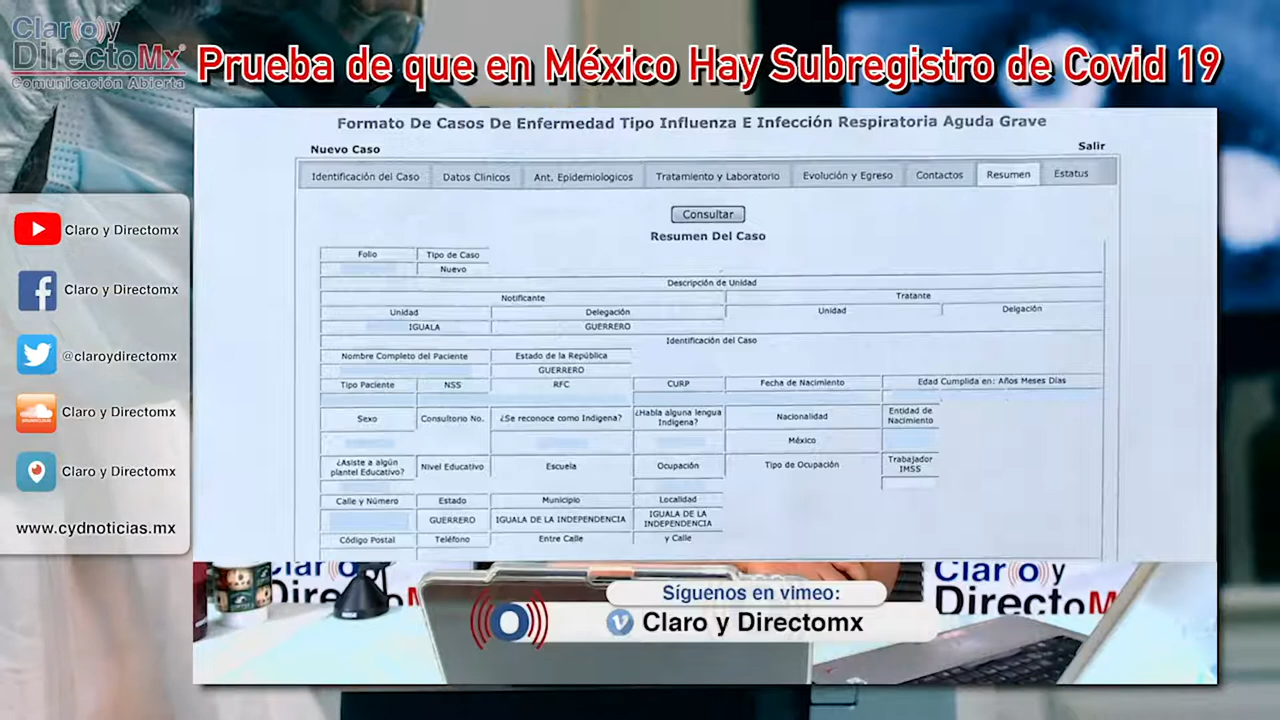 Claro y
DirectoMx
Comunicación Abierta
Prueba de que en México Hay Subregistro de Covid 19
Formato De Casos De Enfermedad Tipo Influenza E Infección Respiratoria Aguda Grave
Nuevo Caso
Salir
Identificación del Caso
Datos Clinicos
Ant. Epidemiologicos
Tratamiento y Laboratorio
Evolución y Egreso
Contactos
Resumen
Estatus
Consultar
Resumen Del Caso
Folio
Tipo de Caso
Nuevo
Descripción de Unidad
Notificante
Tratante
Unidad
Delegación
Unidad
Delgación
IGUALA
GUERRERO
Identificación del Caso
Nombre Completo del Paciente
Estado de la República
GUERRERO
Tipo Paciente
NSS
RFC
CURP
Fecha de Nacimiento
Edad Cumplida en: Años Meses Días
Sexo
Consultorio No.
¿Se reconoce como Indigena?
¿Habla alguna lengua
Indigena?
Nacionalidad
Entidad de
Nacimiento
México
¿Asiste a algún
plantel Educativo?
Nivel Educativo
Escuela
Ocupación
Tipo de Ocupación
Trabajador
IMSS
Calle y Número
Estado
Municipio
Localidad
GUERRERO
IGUALA DE LA INDEPENDENCIA
IGUALA DE LA
INDEPENDENCIA
Código Postal
Teléfono
Entre Calle
y Calle
Claro y Directomx
Claro y Directomx
@claroydirectomx
Claro y Directomx
Claro y Directomx
www.cydnoticias.mx
Claro y
DirectoM
Síguenos en vimeo:
Claro y Directomx